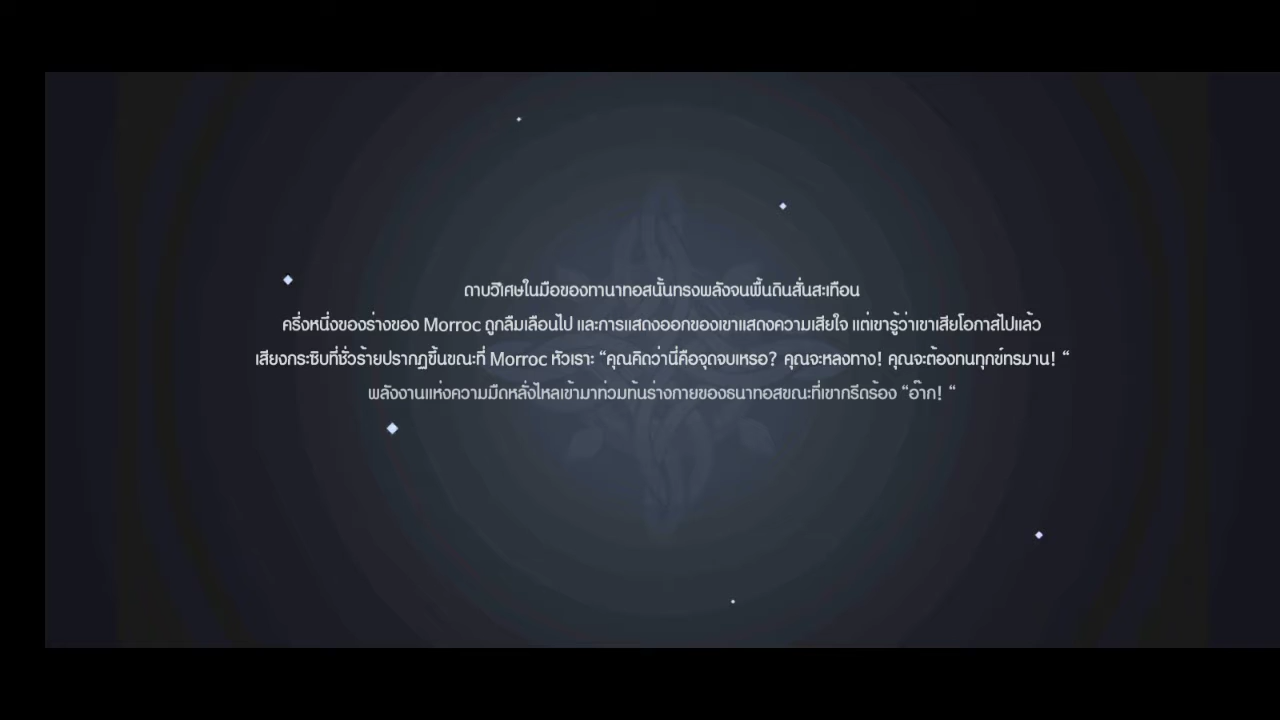 ดาบวิเศษในมือของทานาทอสนั้นทรงพลังจนพื้นดินสั่นสะเทือน
ครึ่งหนึ่งของร่างของ Morroc ถูกลืมเลือนไป และการแสดงออกของเขาแสดงความเสียใจ แต่เขารู้ว่าเขาเสียโอกาสไปแล้ว
เสียงกระซิบที่ชั่วร้ายปรากฏขึ้นขณะที่ Morroc หัวเราะ “คุณคิดว่านี่คือจุดจบเหรอ? คุณจะหลงทาง! คุณจะต้องทนทุกข์ทรมาน! “
พลังงานแห่งความมืดหลั่งไหลเข้ามาท่วมท้นร่างกายของธนาทอสขณะที่เขากรีดร้อง “อ๊าก! “